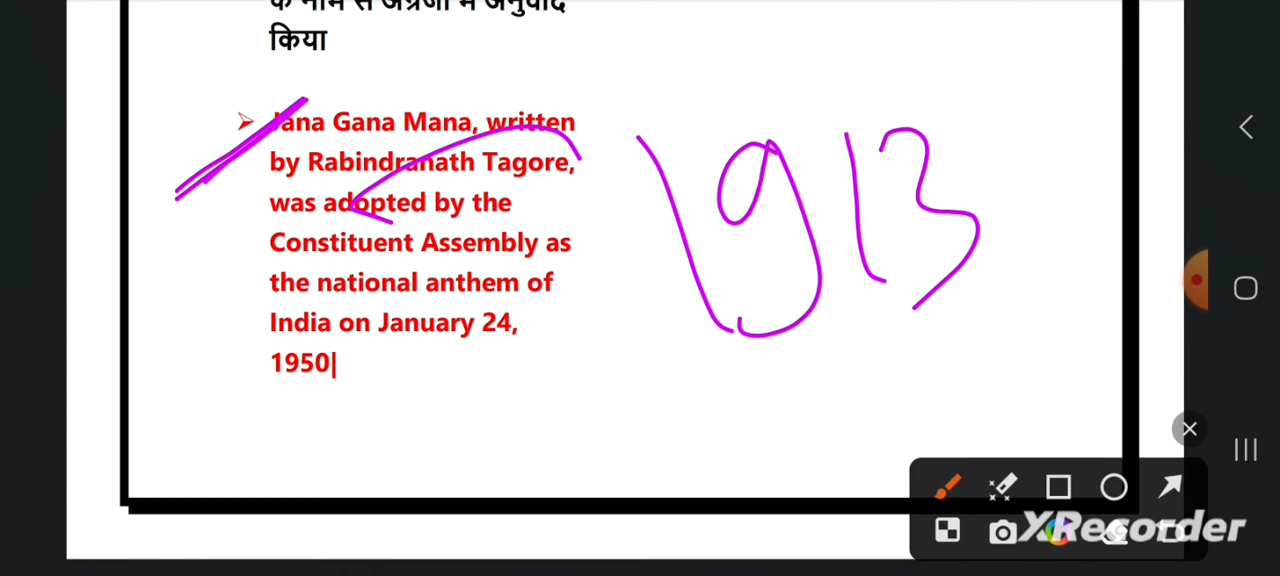 के नाम से अंग्रेजी में अनुवाद
किया
➢ Jana Gana Mana, written
by Rabindranath Tagore,
was adopted by the
Constituent Assembly as
the national anthem of
India on January 24,
1950|
1913
XRecorder